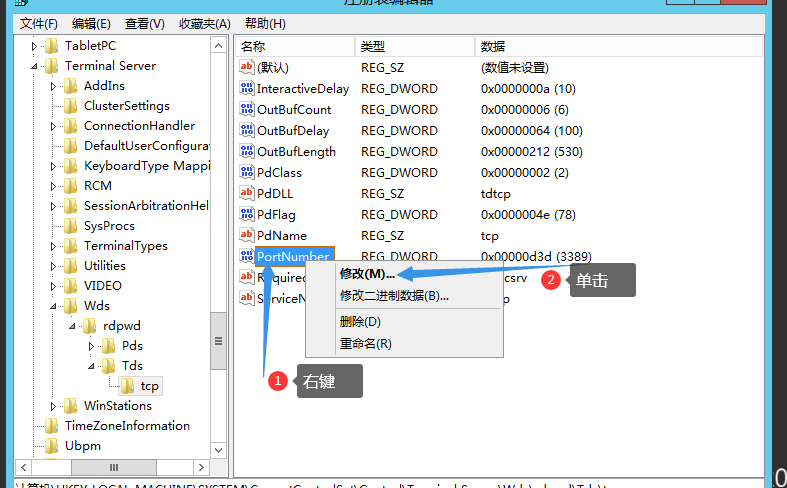 注册表编辑器
文件(F) 编辑(E) 查看(V) 收藏夹(A) 帮助(H)
TabletPC
Terminal Server
AddIns
ClusterSettings
ConnectionHandler
DefaultUserConfigura
KeyboardType Mappi
RCM
SessionArbitrationHel
SysProcs
TerminalTypes
Utilities
VIDEO
Wds
rdpwd
Pds
Tds
tcp
WinStations
TimeZoneInformation
Ubpm
名称 类型 数据
ab (默认) REG_SZ (数值未设置)
InteractiveDelay REG_DWORD 0x0000000a (10)
OutBufCount REG_DWORD 0x00000006 (6)
OutBufDelay REG_DWORD 0x00000064 (100)
OutBufLength REG_DWORD 0x00000212 (530)
PdClass REG_DWORD 0x00000002 (2)
ab PdDLL REG_SZ tdtcp
PdFlag REG_DWORD 0x0000004e (78)
ab PdName REG_SZ tcp
PortNumber REG_DWORD 0x00000d3d (3389)
ab Required csrv
ab ServiceN p
修改(M)...
修改二进制数据(B)...
删除(D)
重命名(R)
2 单击
1 右键
计算机\HKEY_LOCAL_MACHINE\SYSTEM\CurrentControlSet\Control\Terminal Server\Wds\rdpwd\Tds\tcp